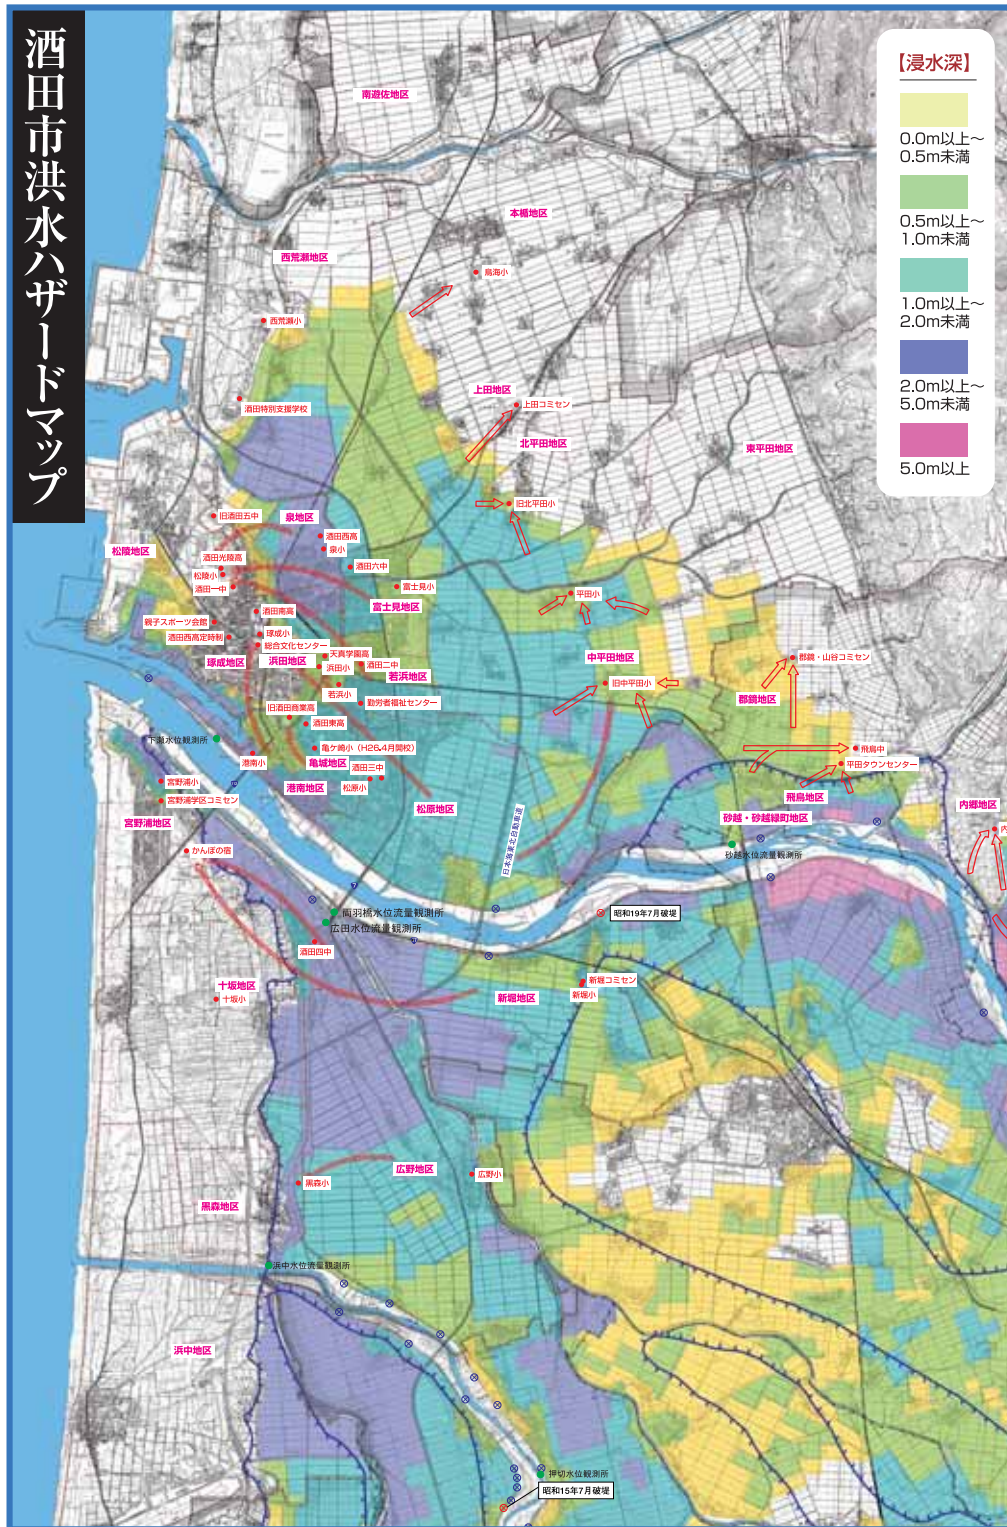 酒田市洪水ハザードマップ
【浸水深】
0.0m以上～
0.5m未満
0.5m以上～
1.0m未満
1.0m以上～
2.0m未満
2.0m以上～
5.0m未満
5.0m以上
南遊佐地区
本楯地区
西荒瀬地区
鳥海小
西荒瀬小
上田地区
上田コミセン
酒田特別支援学校
北平田地区
東平田地区
旧北平田小
旧酒田五中
泉地区
酒田西高
泉小
松陵地区
酒田光陵高
酒田六中
松陵小
酒田一中
富士見小
平田小
富士見地区
酒田南高
親子スポーツ会館
琢成小
酒田西高定時制
総合文化センター
天真学園高
中平田地区
郡鏡・山谷コミセン
琢成地区
浜田地区
浜田小
酒田二中
若浜地区
旧中平田小
若浜小
郡鏡地区
勤労者福祉センター
旧酒田商業高
酒田東高
下瀬水位観測所
亀ケ崎小（H26.4月開校）
飛鳥中
港南小
亀城地区
酒田三中
平田タウンセンター
宮野浦小
港南地区
松原小
飛鳥地区
宮野浦学区コミセン
松原地区
内郷地区
砂越・砂越緑町地区
宮野浦地区
日本海東北自動車道
内
かんぽの宿
砂越水位流量観測所
両羽橋水位流量観測所
昭和19年7月破堤
広田水位流量観測所
酒田四中
十坂地区
新堀コミセン
十坂小
新堀地区
新堀小
広野地区
広野小
黒森小
黒森地区
浜中水位流量観測所
浜中地区
押切水位観測所
昭和15年7月破堤